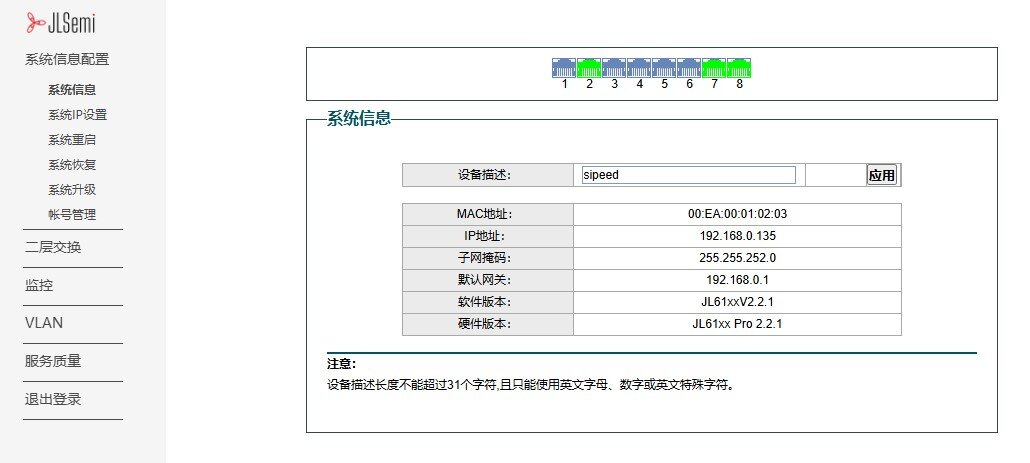 JLSemi
系统信息配置
系统信息
系统IP设置
系统重启
系统恢复
系统升级
帐号管理
二层交换
监控
VLAN
服务质量
退出登录
1 2 3 4 5 6 7 8
系统信息
设备描述： sipeed 应用
MAC地址： 00:EA:00:01:02:03
IP地址： 192.168.0.135
子网掩码： 255.255.252.0
默认网关： 192.168.0.1
软件版本： JL61xxV2.2.1
硬件版本： JL61xx Pro 2.2.1
注意：
设备描述长度不能超过31个字符,且只能使用英文字母、数字或英文特殊字符。